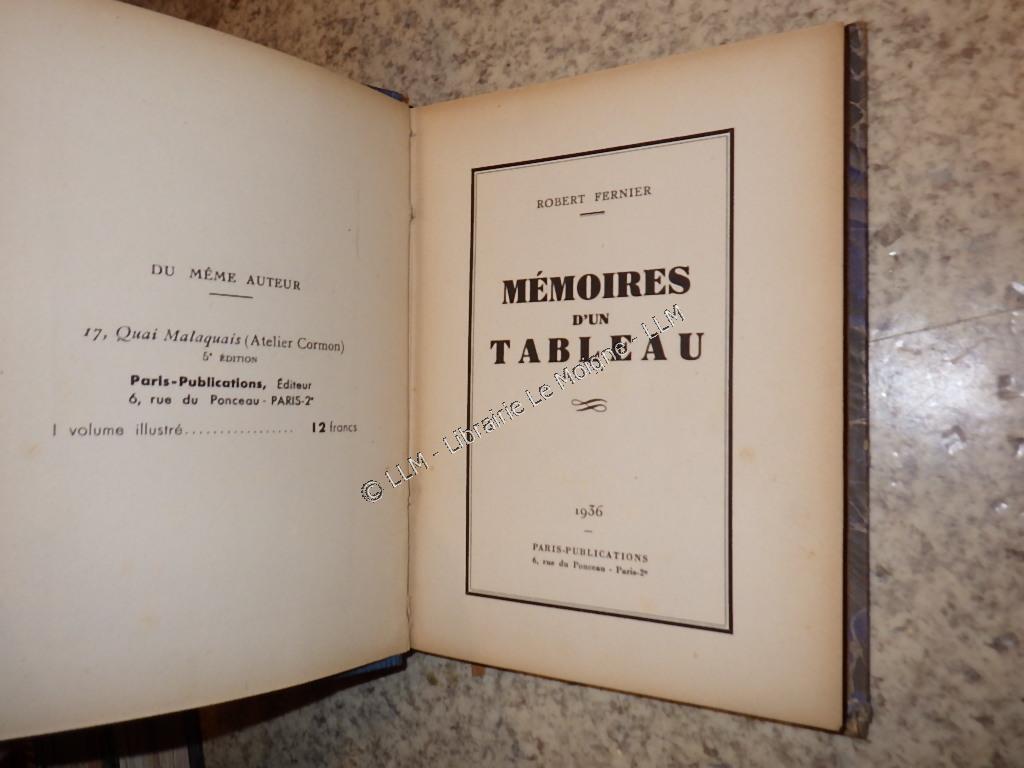 DU MÊME AUTEUR
17, Quai Malaquais (Atelier Cormon)
5e ÉDITION
Paris-Publications, Éditeur
6, rue du Ponceau - PARIS-2e
1 volume illustré................. 12 francs
ROBERT FERNIER
MÉMOIRES
D'UN
TABLEAU
1936
PARIS-PUBLICATIONS
6, rue du Ponceau - Paris-2e
© LLM - Librairie Le Moigne - LLM